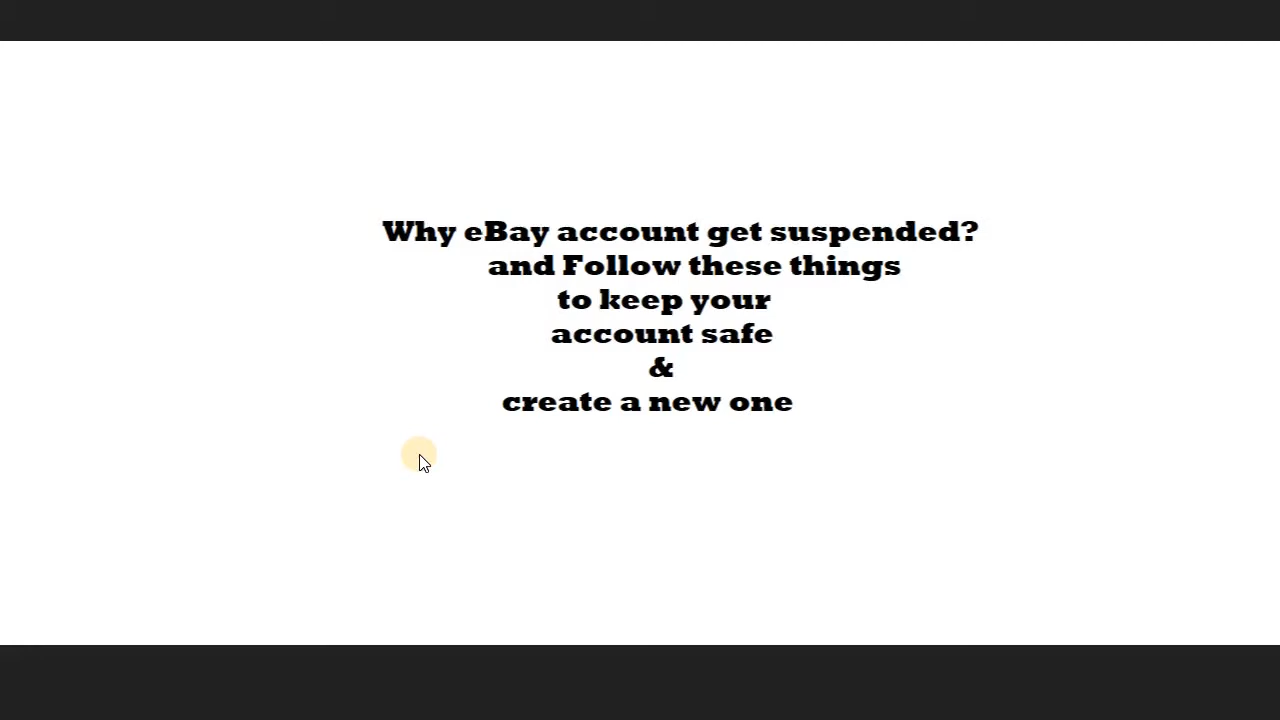 Why eBay account get suspended?
and Follow these things
to keep your
account safe
&
create a new one